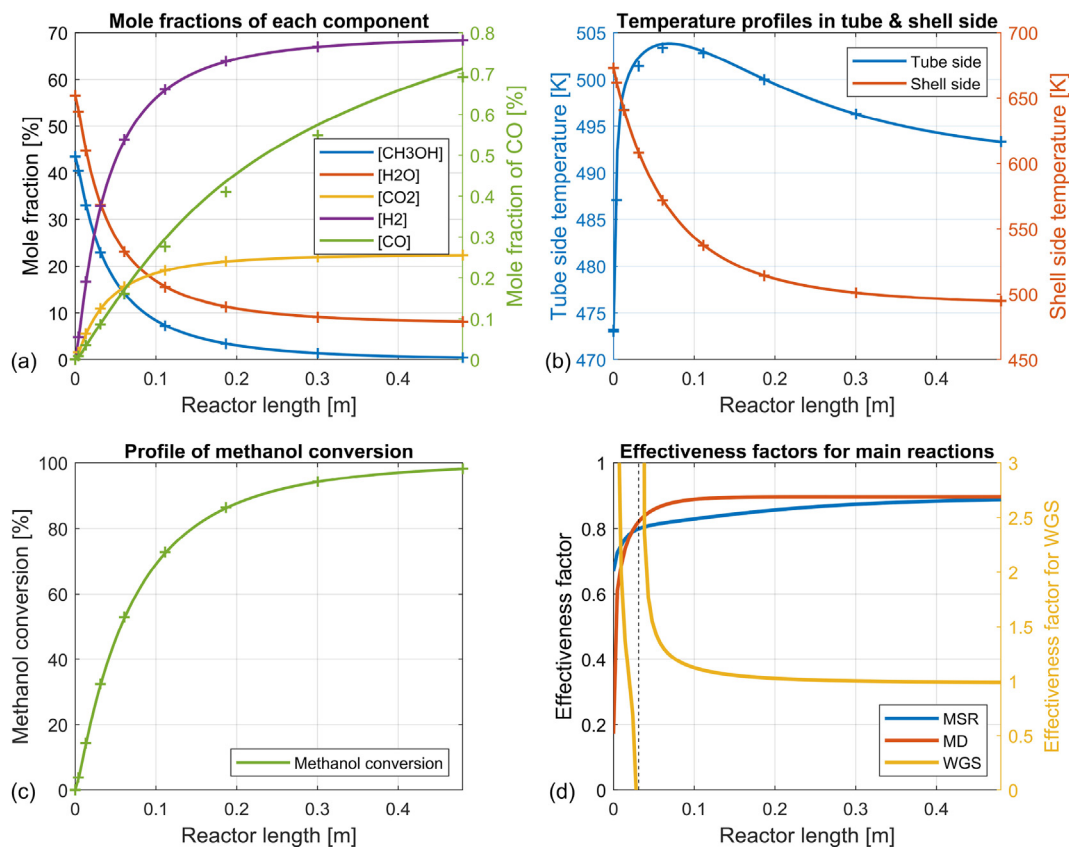 Mole fractions of each component
70
60
50
40
30
20
10
0
Mole fraction [%]
0.8
0.7
0.6
0.5
0.4
0.3
0.2
0.1
0
Mole fraction of CO [%]
[CH3OH]
[H2O]
[CO2]
[H2]
[CO]
0
0.1
0.2
0.3
0.4
Reactor length [m]
(a)
Temperature profiles in tube & shell side
505
500
495
490
485
480
475
470
Tube side temperature [K]
700
650
600
550
500
450
Shell side temperature [K]
Tube side
Shell side
0
0.1
0.2
0.3
0.4
Reactor length [m]
(b)
Profile of methanol conversion
100
80
60
40
20
0
Methanol conversion [%]
Methanol conversion
0
0.1
0.2
0.3
0.4
Reactor length [m]
(c)
Effectiveness factors for main reactions
1
0.8
0.6
0.4
0.2
0
Effectiveness factor
3
2.5
2
1.5
1
0.5
0
Effectiveness factor for WGS
MSR
MD
WGS
0
0.1
0.2
0.3
0.4
Reactor length [m]
(d)